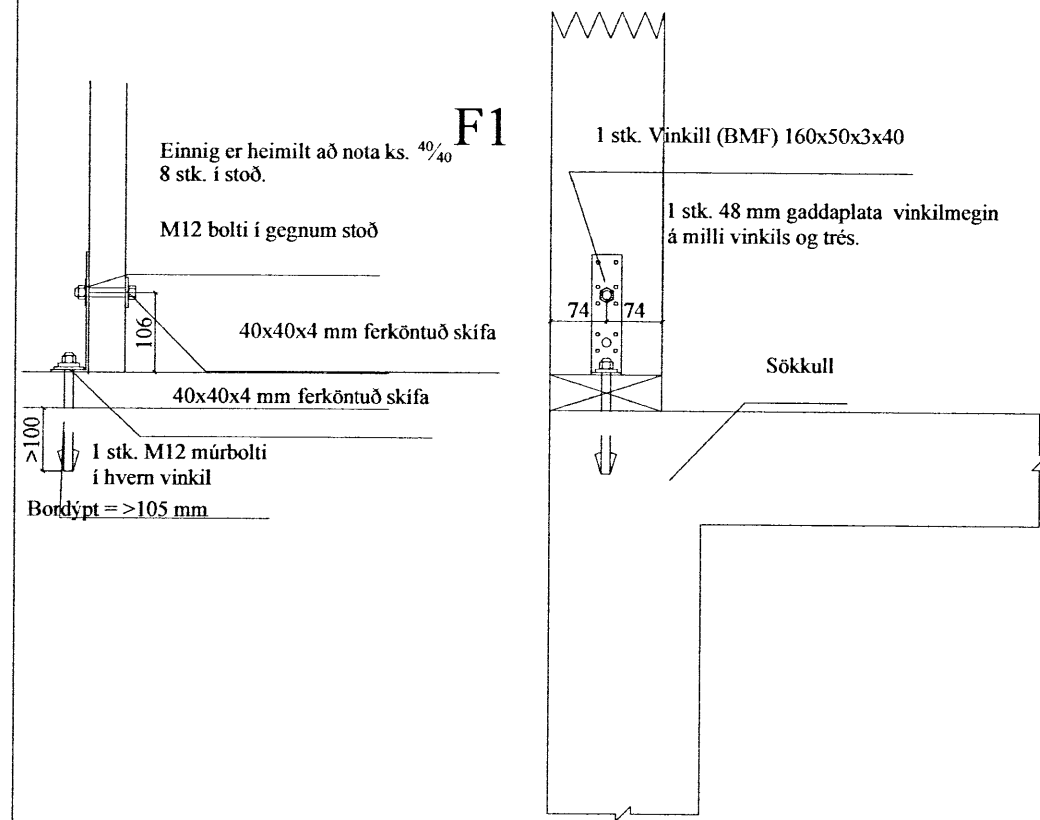 F1
Einnig er heimilt að nota ks. 40/40
8 stk. í stoð.
M12 bolti í gegnum stoð
106
40x40x4 mm ferköntuð skífa
40x40x4 mm ferköntuð skífa
>100
1 stk. M12 múrbolti
í hvern vinkil
Bordýpt = >105 mm
1 stk. Vinkill (BMF) 160x50x3x40
1 stk. 48 mm gaddaplata vinkilmegin
á milli vinkils og trés.
74 74
Sökkull